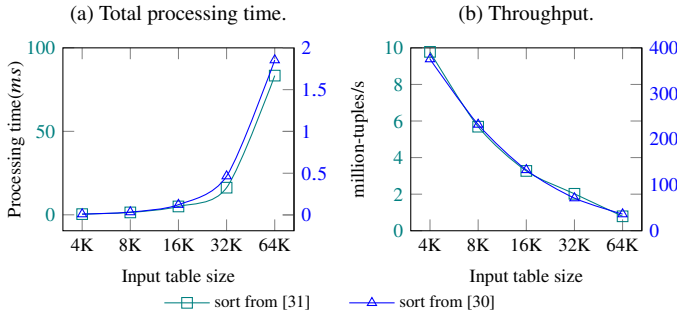 (a) Total processing time.
Processing time(ms)
100
50
0
2
1.5
1
0.5
0
4K 8K 16K 32K 64K
Input table size
(b) Throughput.
million-tuples/s
10
8
6
4
2
0
400
300
200
100
0
4K 8K 16K 32K 64K
Input table size
sort from [31] sort from [30]